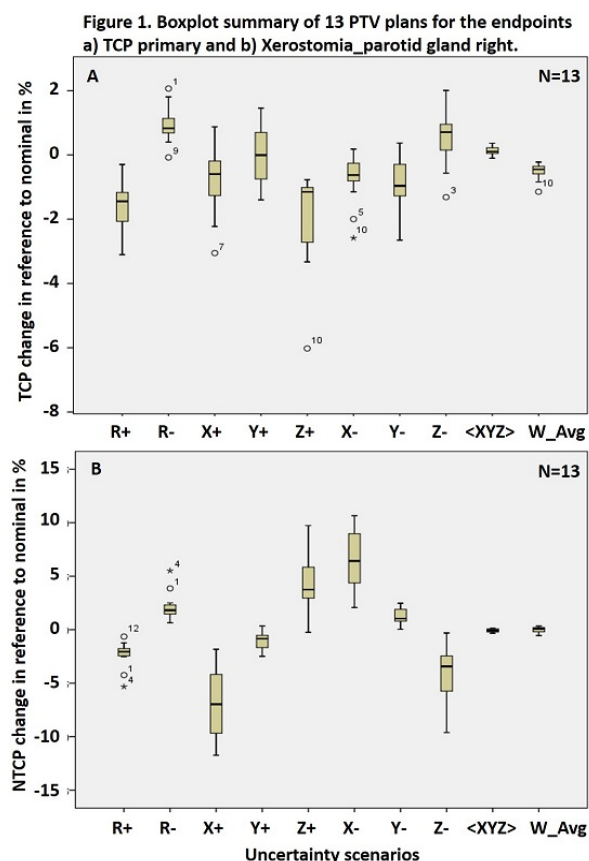 Figure 1. Boxplot summary of 13 PTV plans for the endpoints
a) TCP primary and b) Xerostomia_parotid gland right.
A
N=13
TCP change in reference to nominal in %
2
0
-2
-4
-6
-8
1
9
7
10
5
10
3
10
R+ R- X+ Y+ Z+ X- Y- Z- <XYZ> W_Avg
B
N=13
NTCP change in reference to nominal in %
15
10
5
0
-5
-10
-15
12
1
4
4
1
R+ R- X+ Y+ Z+ X- Y- Z- <XYZ> W_Avg
Uncertainty scenarios